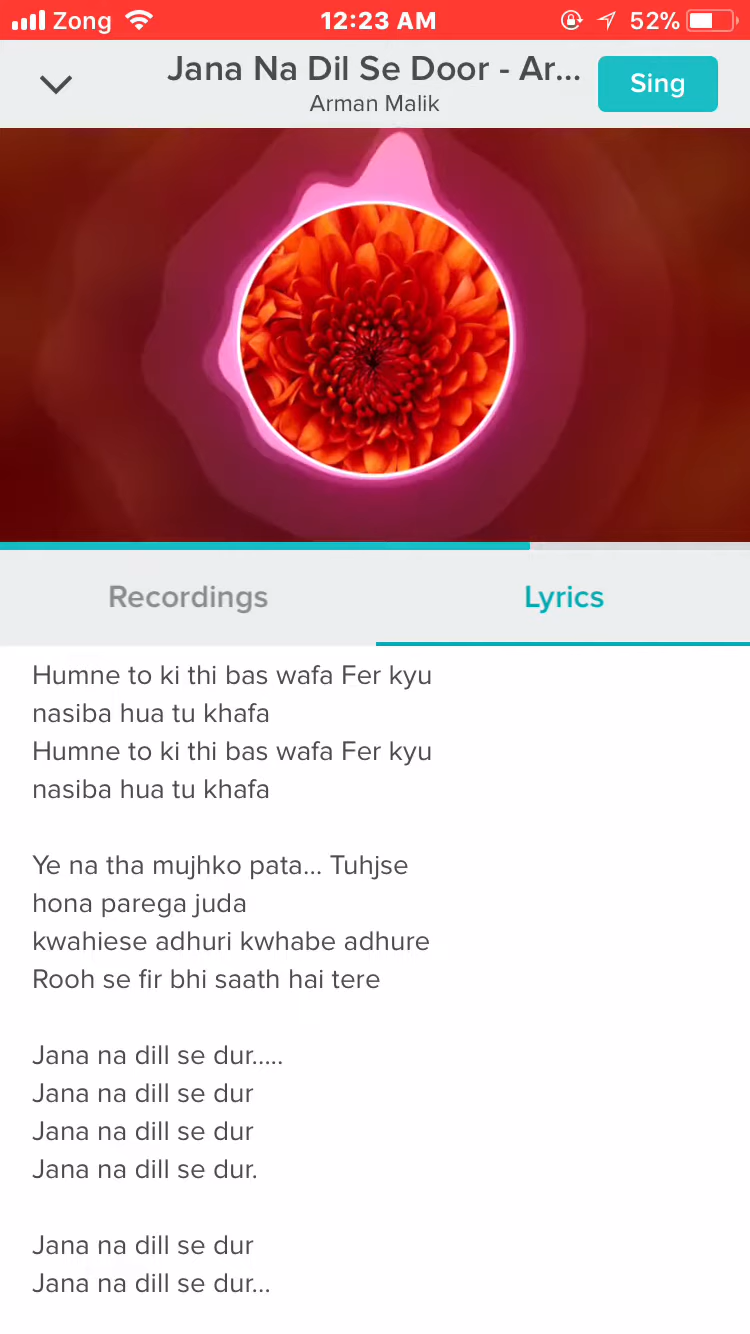 Zong 12:23 AM 52%
Jana Na Dil Se Door - Ar...
Arman Malik
Sing
Recordings Lyrics
Humne to ki thi bas wafa Fer kyu
nasiba hua tu khafa
Humne to ki thi bas wafa Fer kyu
nasiba hua tu khafa
Ye na tha mujhko pata... Tuhjse
hona parega juda
kwahiese adhuri kwhabe adhure
Rooh se fir bhi saath hai tere
Jana na dill se dur.....
Jana na dill se dur
Jana na dill se dur
Jana na dill se dur.
Jana na dill se dur
Jana na dill se dur...